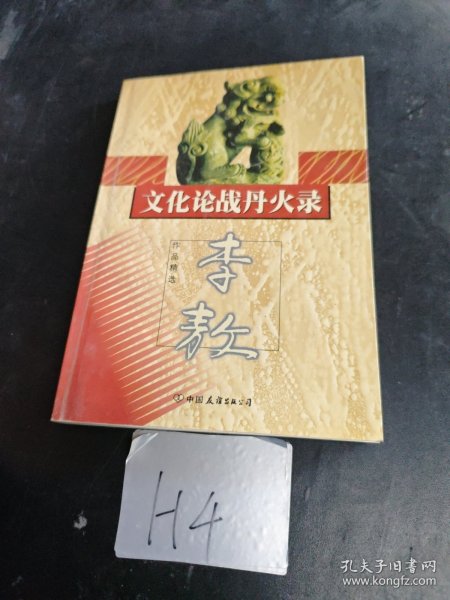 文化论战丹火录
作品精选
李敖
中国友谊出版公司
H4
孔夫子旧书网
www.kongfz.com